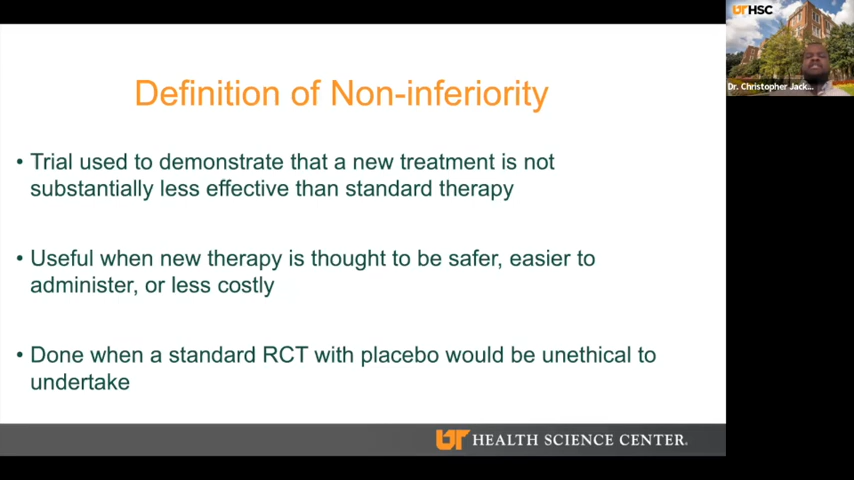 Definition of Non-inferiority
• Trial used to demonstrate that a new treatment is not
substantially less effective than standard therapy
• Useful when new therapy is thought to be safer, easier to
administer, or less costly
• Done when a standard RCT with placebo would be unethical to
undertake
UT HEALTH SCIENCE CENTER®
UTHSC
Dr. Christopher Jack...